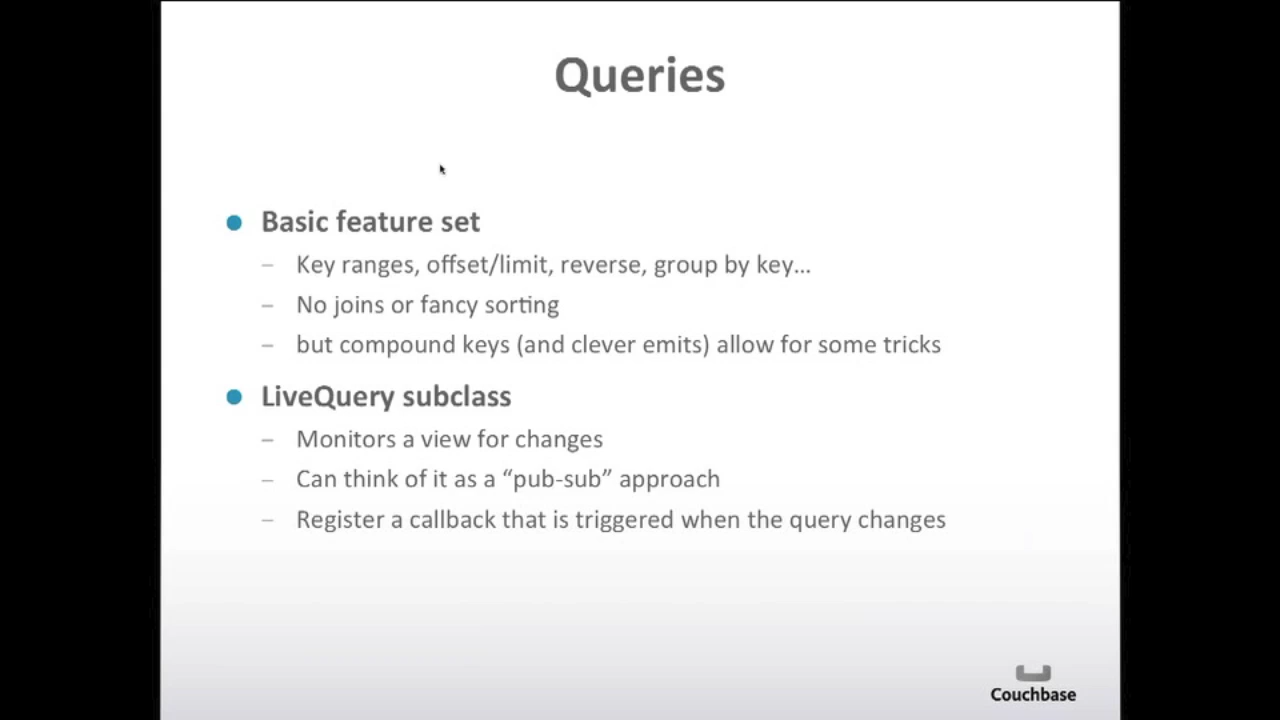 Queries
Basic feature set
– Key ranges, offset/limit, reverse, group by key…
– No joins or fancy sorting
– but compound keys (and clever emits) allow for some tricks
LiveQuery subclass
– Monitors a view for changes
– Can think of it as a “pub-sub” approach
– Register a callback that is triggered when the query changes
Couchbase